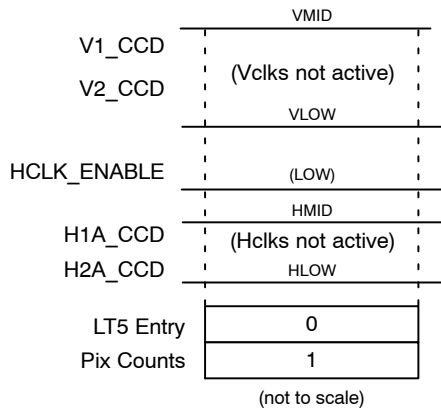 VMID
V1_CCD
(Vclks not active)
V2_CCD
VLOW
HCLK_ENABLE (LOW)
HMID
H1A_CCD (Hclks not active)
H2A_CCD HLOW
LT5 Entry 0
Pix Counts 1
(not to scale)